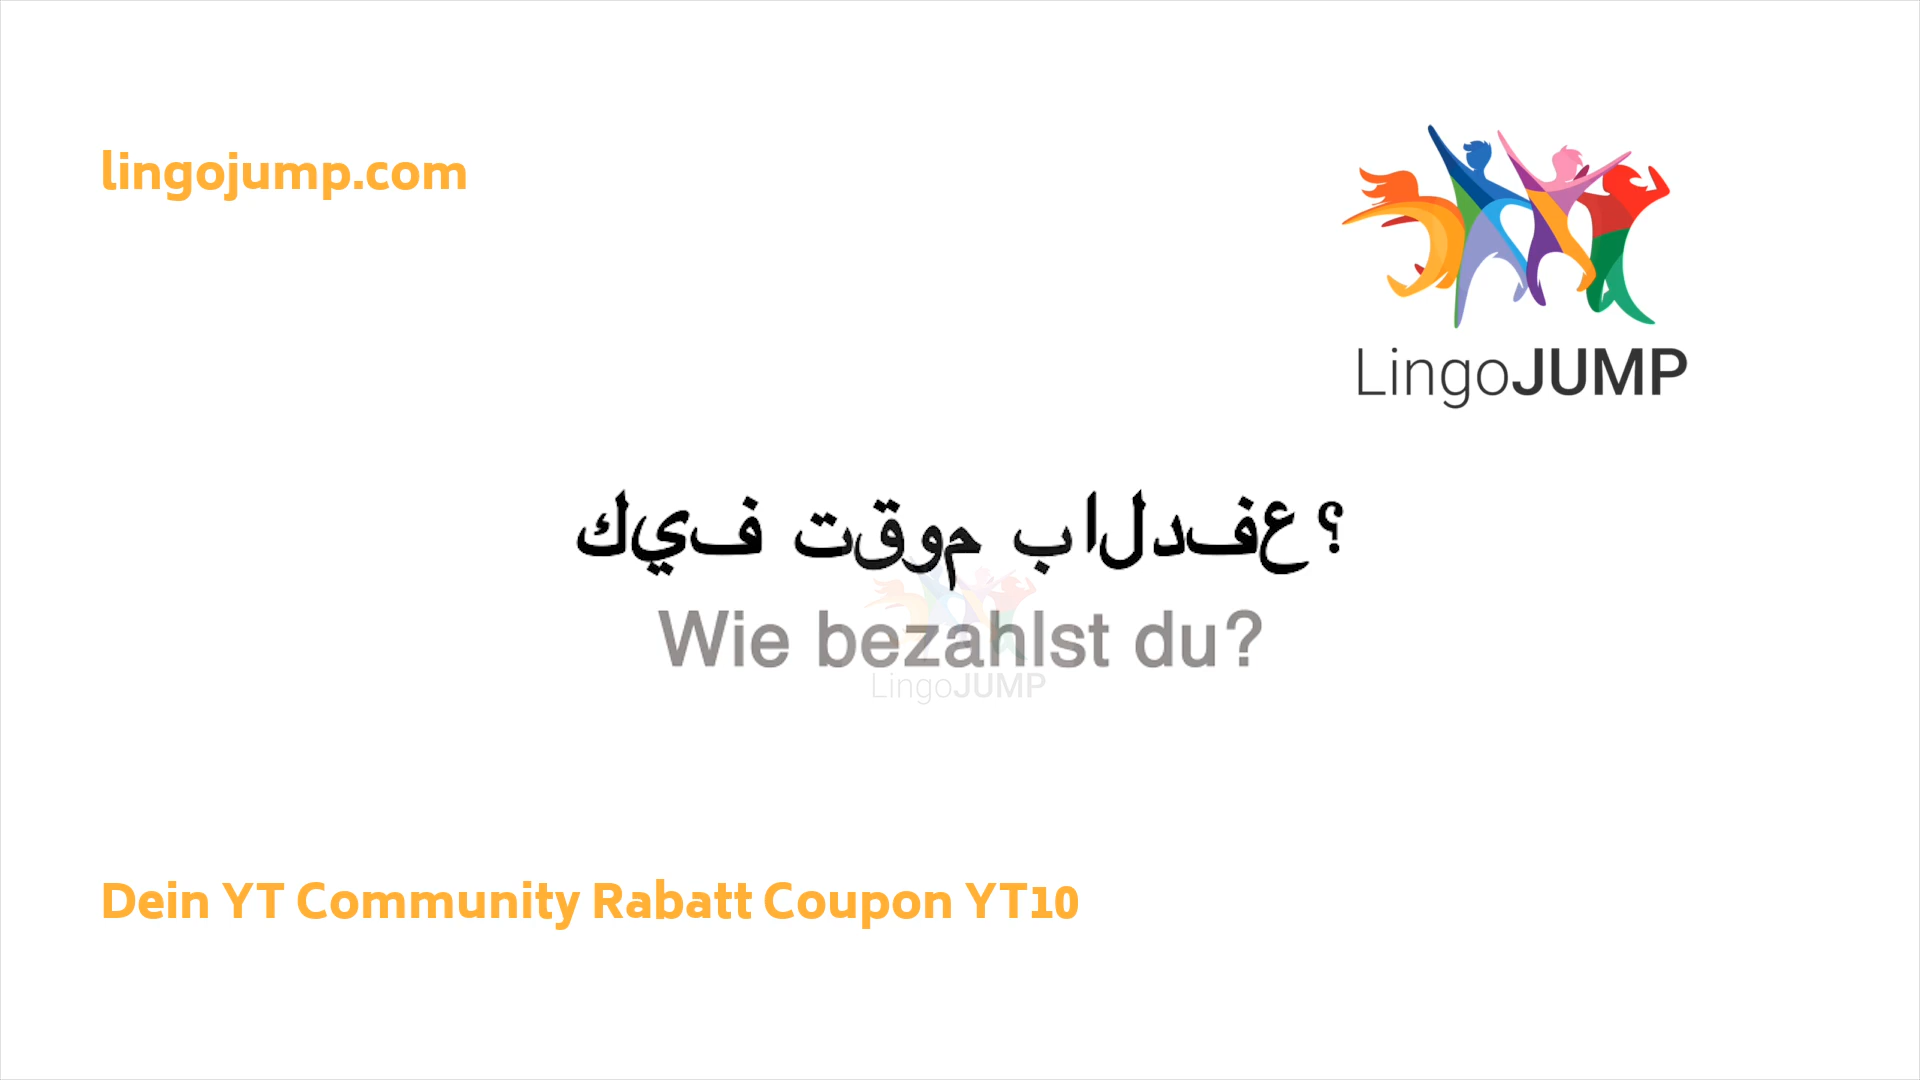 lingojump.com
LingoJUMP
كيف تقوم بالدفع؟
Wie bezahlst du?
LingoJUMP
Dein YT Community Rabatt Coupon YT10